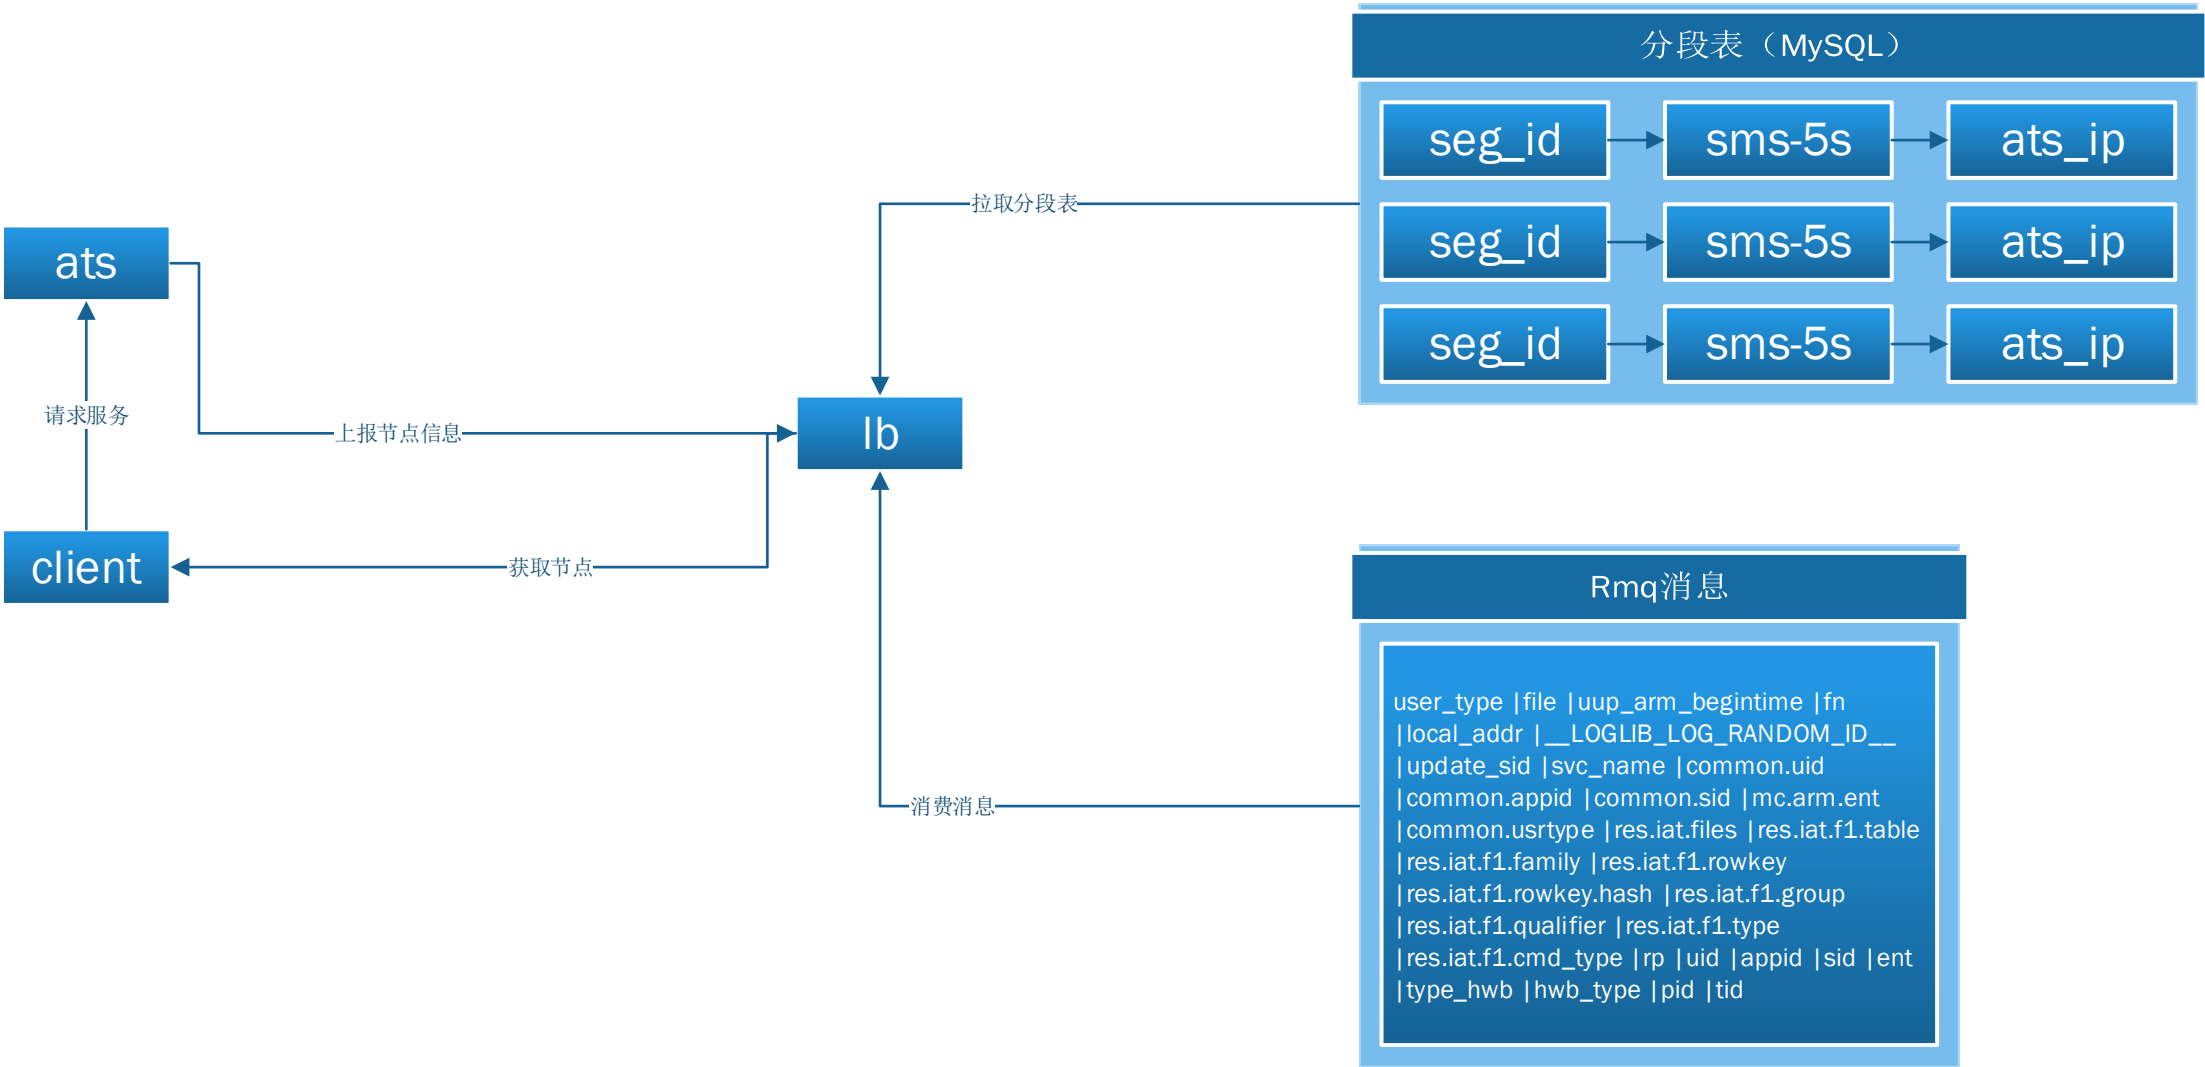 分段表（MySQL）
seg_id
sms-5s
ats_ip
seg_id
sms-5s
ats_ip
seg_id
sms-5s
ats_ip
拉取分段表
ats
请求服务
上报节点信息
lb
client
获取节点
消费消息
Rmq消息
user_type |file |uup_arm_begintime |fn
|local_addr |__LOGLIB_LOG_RANDOM_ID__
|update_sid |svc_name |common.uid
|common.appid |common.sid |mc.arm.ent
|common.usrtype |res.iat.files |res.iat.f1.table
|res.iat.f1.family |res.iat.f1.rowkey
|res.iat.f1.rowkey.hash |res.iat.f1.group
|res.iat.f1.qualifier |res.iat.f1.type
|res.iat.f1.cmd_type |rp |uid |appid |sid |ent
|type_hwb |hwb_type |pid |tid